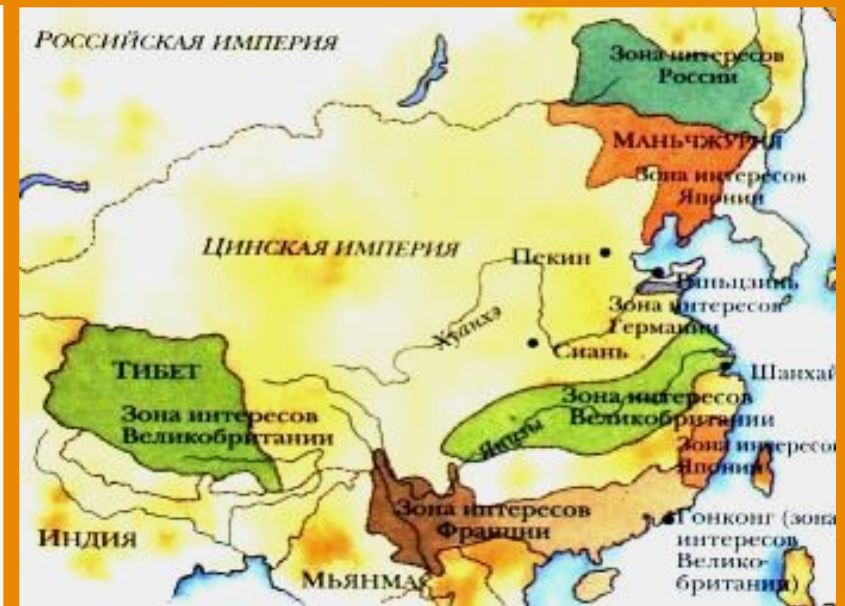 РОССИЙСКАЯ ИМПЕРИЯ
Зона интересов
России
МАНЬЧЖУРИЯ
Зона интересов
Японии
ЦИНСКАЯ ИМПЕРИЯ
Пекин
Зона интересов
Германии
Хуанхэ
Сиань
Шанхай
ТИБЕТ
Зона интересов
Великобритании
Зона интересов
Великобритании
Янцзы
Зона интересов
Японии
Зона интересов
Франции
Гонконг (зона
интересов
Велико-
британии)
ИНДИЯ
МЬЯНМА